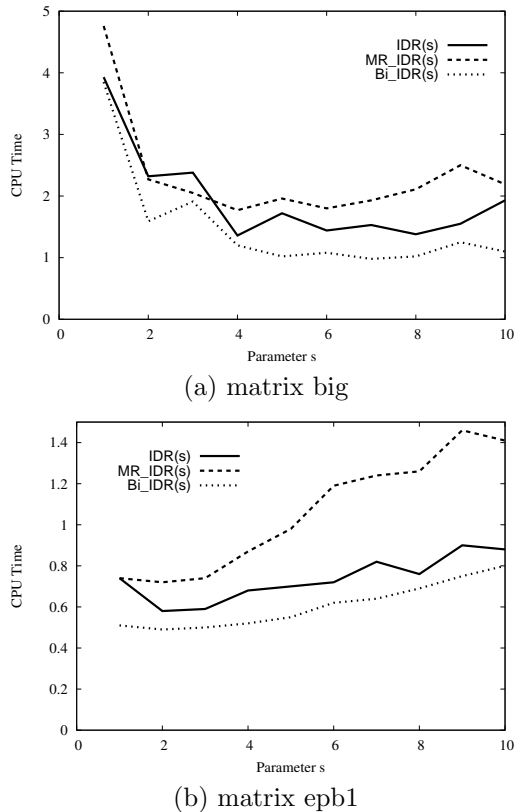 5
4
3
2
1
0
CPU Time
IDR(s)
MR_IDR(s)
Bi_IDR(s)
0 2 4 6 8 10
Parameter s
(a) matrix big
1.4
1.2
1
0.8
0.6
0.4
0.2
0
CPU Time
IDR(s)
MR_IDR(s)
Bi_IDR(s)
0 2 4 6 8 10
Parameter s
(b) matrix epb1